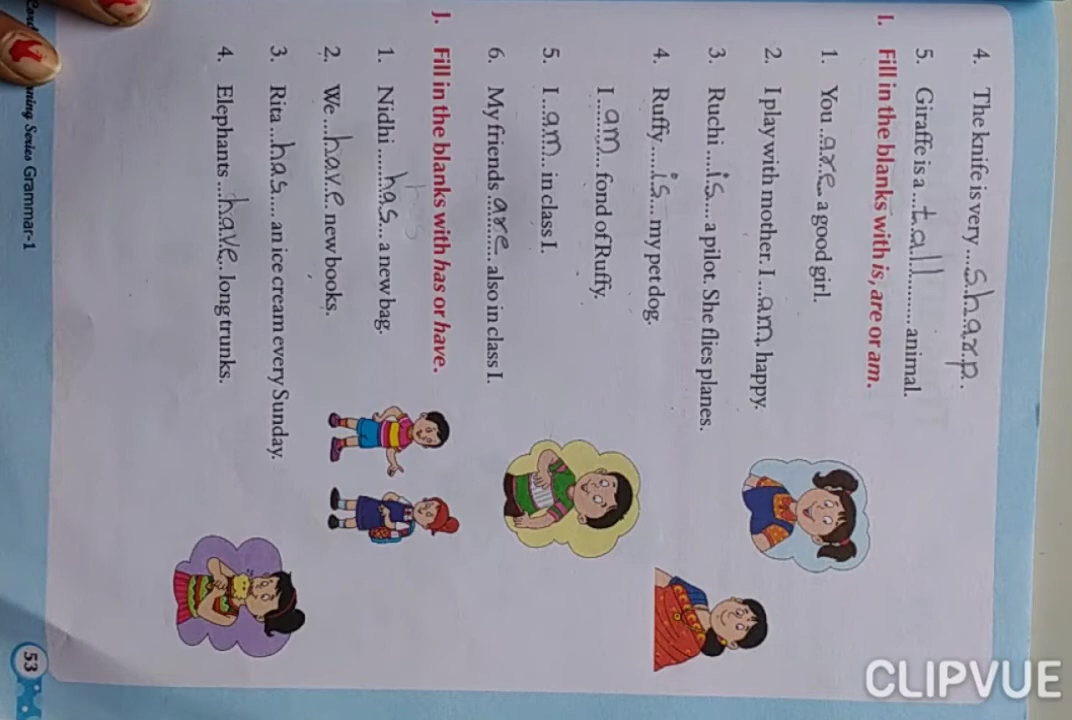 4. The knife is very ...sharp.
5. Giraffe is a ...tall............ animal.
I. Fill in the blanks with is, are or am.
1. You ..are... a good girl.
2. I play with mother. I ...am. happy.
3. Ruchi ....is.... a pilot. She flies planes.
4. Ruffy .....is... my pet dog.
I ...am... fond of Ruffy.
5. I ...am... in class I.
6. My friends are......... also in class I.
J. Fill in the blanks with has or have.
1. Nidhi .........has... a new bag.
2. We ...have. new books.
3. Rita ...has.... an ice cream every Sunday.
4. Elephants ...have.. long trunks.
ning Series Grammar-1
53
CLIPVUE